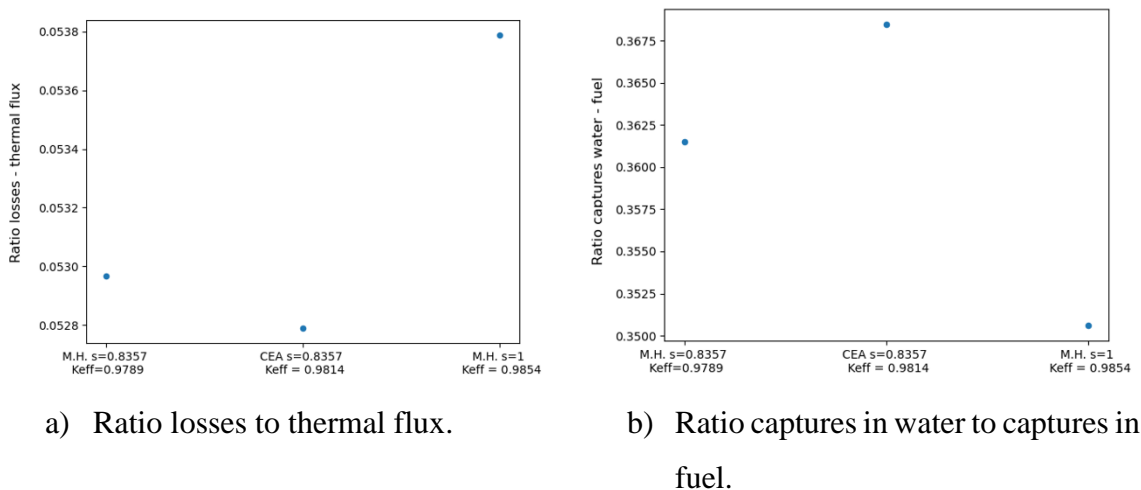 Ratio losses - thermal flux
0.0538
0.0536
0.0534
0.0532
0.0530
0.0528
M.H. s=0.8357
Keff=0.9789
CEA s=0.8357
Keff = 0.9814
M.H. s=1
Keff = 0.9854
a) Ratio losses to thermal flux.
Ratio captures water - fuel
0.3675
0.3650
0.3625
0.3600
0.3575
0.3550
0.3525
0.3500
M.H. s=0.8357
Keff=0.9789
CEA s=0.8357
Keff = 0.9814
M.H. s=1
Keff = 0.9854
b) Ratio captures in water to captures in
fuel.